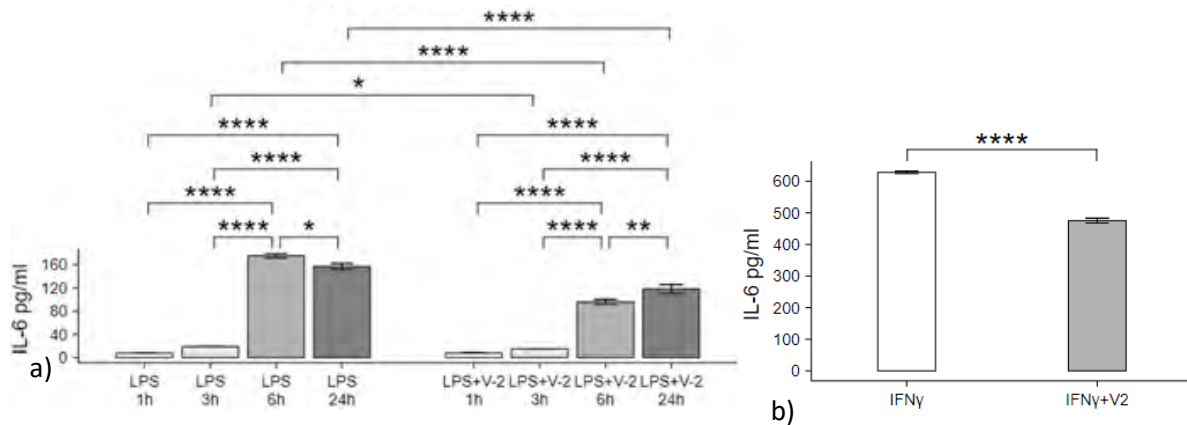 ****
****
*
**** ****
**** ****
**** ****
**** * **** **
160
120
80
40
0
IL-6 pg/ml
LPS LPS LPS LPS LPS+V-2 LPS+V-2 LPS+V-2 LPS+V-2
1h 3h 6h 24h 1h 3h 6h 24h
a)
****
600
500
400
300
200
100
0
IL-6 pg/ml
IFNγ IFNγ+V2
b)